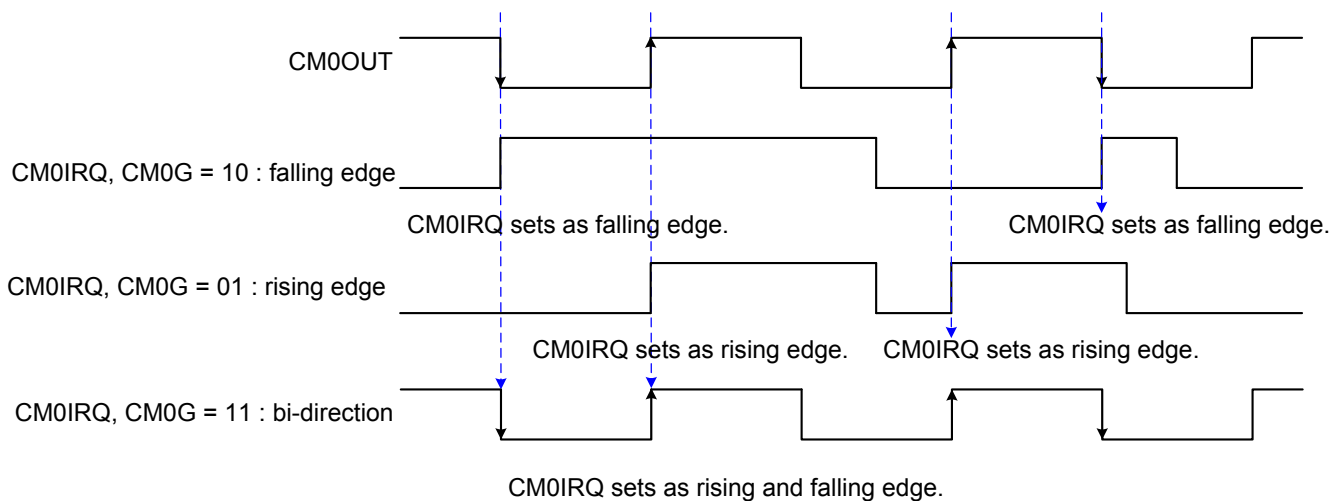 CM0OUT
CM0IRQ, CM0G = 10 : falling edge
CM0IRQ sets as falling edge.
CM0IRQ sets as falling edge.
CM0IRQ, CM0G = 01 : rising edge
CM0IRQ sets as rising edge.
CM0IRQ sets as rising edge.
CM0IRQ, CM0G = 11 : bi-direction
CM0IRQ sets as rising and falling edge.